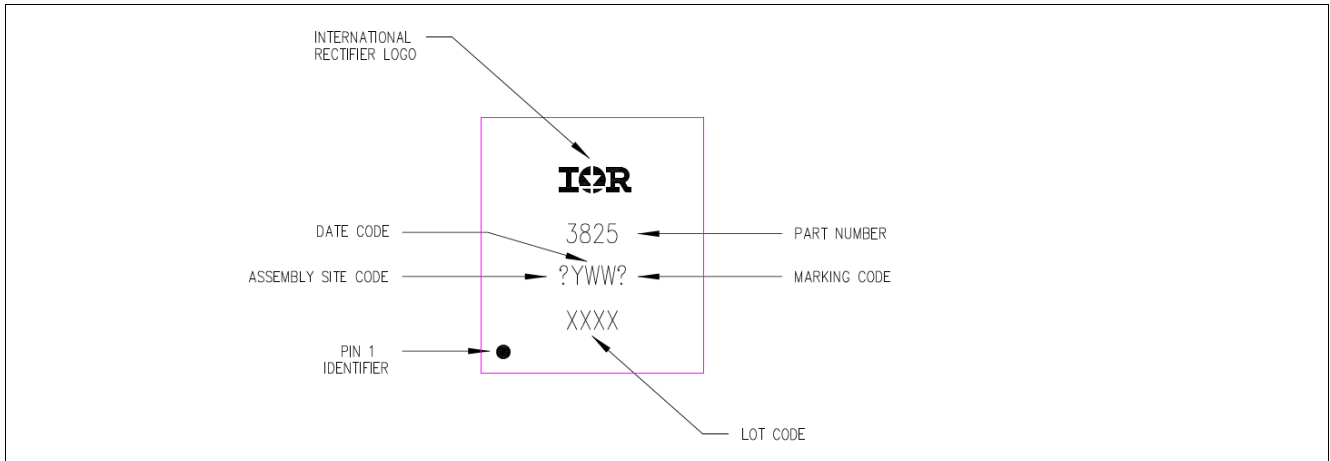 INTERNATIONAL
RECTIFIER LOGO
IOR
DATE CODE
3825
PART NUMBER
ASSEMBLY SITE CODE
?YWW?
MARKING CODE
XXXX
PIN 1
IDENTIFIER
LOT CODE